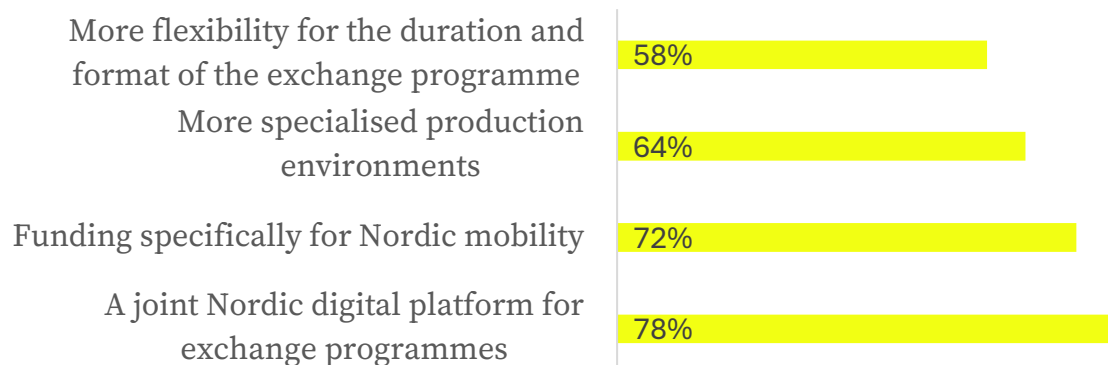 More flexibility for the duration and
format of the exchange programme
58%
More specialised production
environments
64%
Funding specifically for Nordic mobility
72%
A joint Nordic digital platform for
exchange programmes
78%